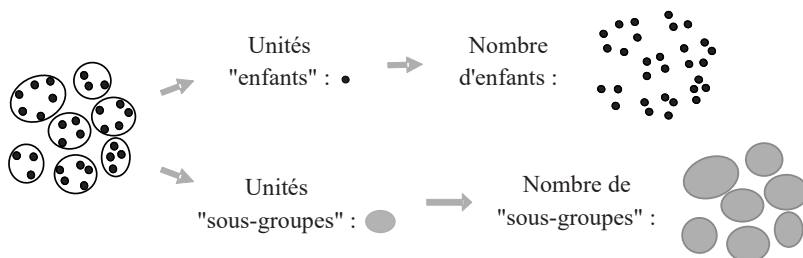 Unités
"enfants" :
Nombre
d'enfants :
Unités
"sous-groupes" :
Nombre de
"sous-groupes" :